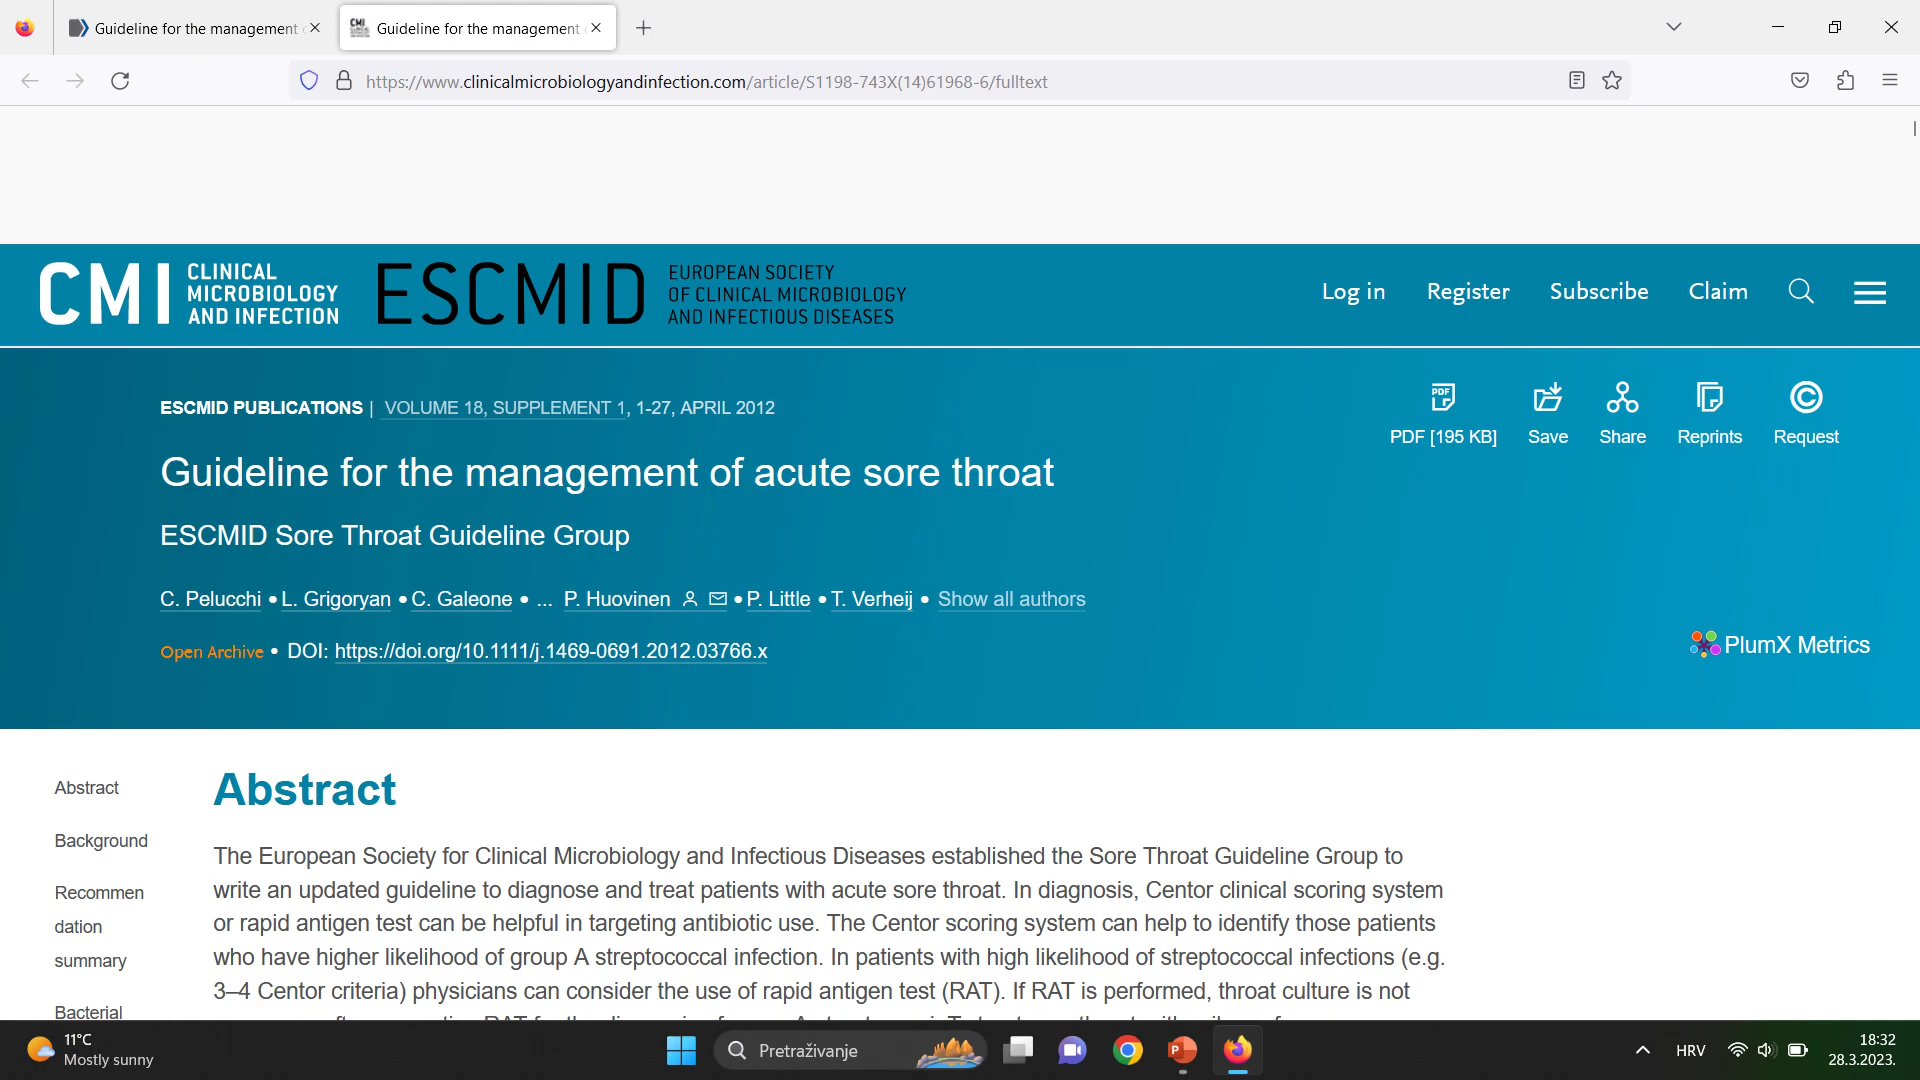 Guideline for the management
Guideline for the management
https://www.clinicalmicrobiologyandinfection.com/article/S1198-743X(14)61968-6/fulltext
CMI CLINICAL MICROBIOLOGY AND INFECTION
ESCMID EUROPEAN SOCIETY OF CLINICAL MICROBIOLOGY AND INFECTIOUS DISEASES
Log in Register Subscribe Claim
ESCMID PUBLICATIONS | VOLUME 18, SUPPLEMENT 1, 1-27, APRIL 2012
PDF [195 KB] Save Share Reprints Request
Guideline for the management of acute sore throat
ESCMID Sore Throat Guideline Group
C. Pelucchi • L. Grigoryan • C. Galeone • ... P. Huovinen • P. Little • T. Verheij • Show all authors
Open Archive • DOI: https://doi.org/10.1111/j.1469-0691.2012.03766.x
PlumX Metrics
Abstract
Background
Recommen
dation
summary
Bacterial
Abstract
The European Society for Clinical Microbiology and Infectious Diseases established the Sore Throat Guideline Group to
write an updated guideline to diagnose and treat patients with acute sore throat. In diagnosis, Centor clinical scoring system
or rapid antigen test can be helpful in targeting antibiotic use. The Centor scoring system can help to identify those patients
who have higher likelihood of group A streptococcal infection. In patients with high likelihood of streptococcal infections (e.g.
3–4 Centor criteria) physicians can consider the use of rapid antigen test (RAT). If RAT is performed, throat culture is not
11°C
Mostly sunny
Pretraživanje
HRV
18:32
28.3.2023.